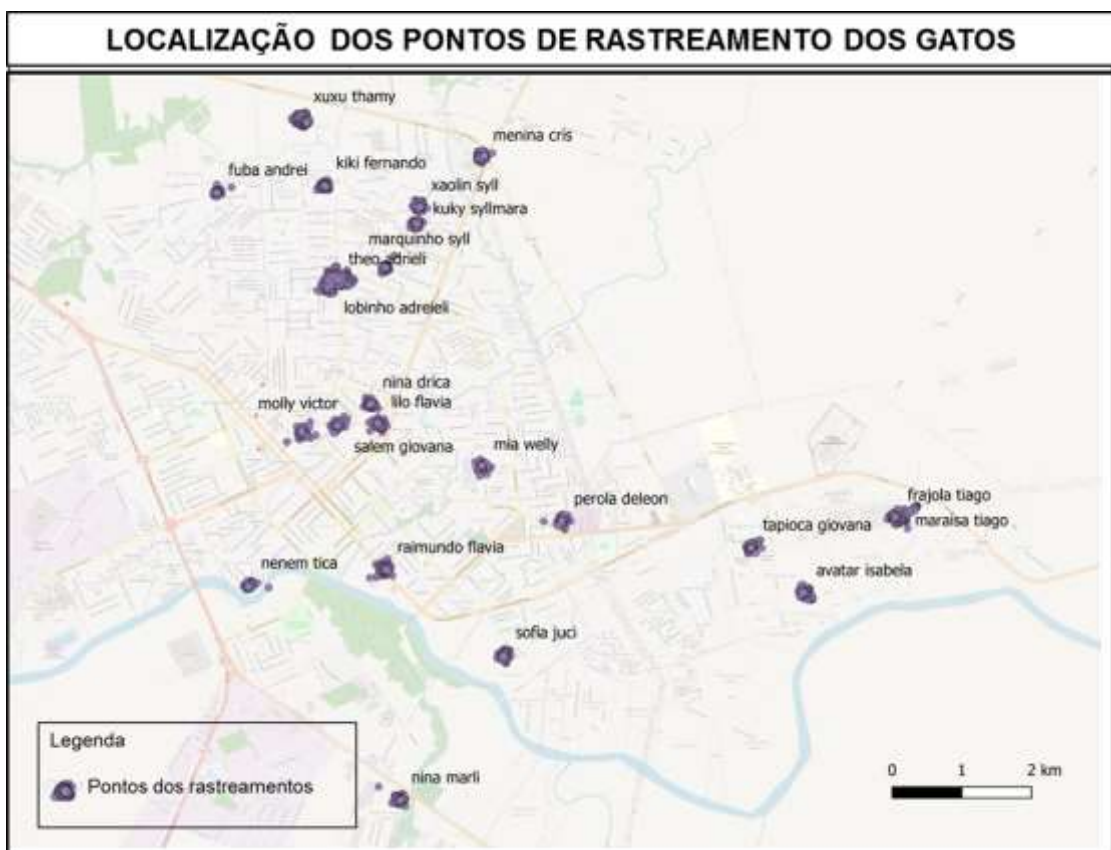 LOCALIZAÇÃO DOS PONTOS DE RASTREAMENTO DOS GATOS
xuxu thamy
menina cris
fuba andrei
kiki fernando
xaolin syll
kuky syllmara
marquinho syll
theo adrieli
lobinho adreieli
nina drica
molly victor
lilo flavia
salem giovana
mia welly
perola deleon
frajola tiago
tapioca giovana
maraisa tiago
raimundo flavia
nenem tica
avatar isabela
sofia juci
Legenda
Pontos dos rastreamentos
nina marli
0 1 2 km